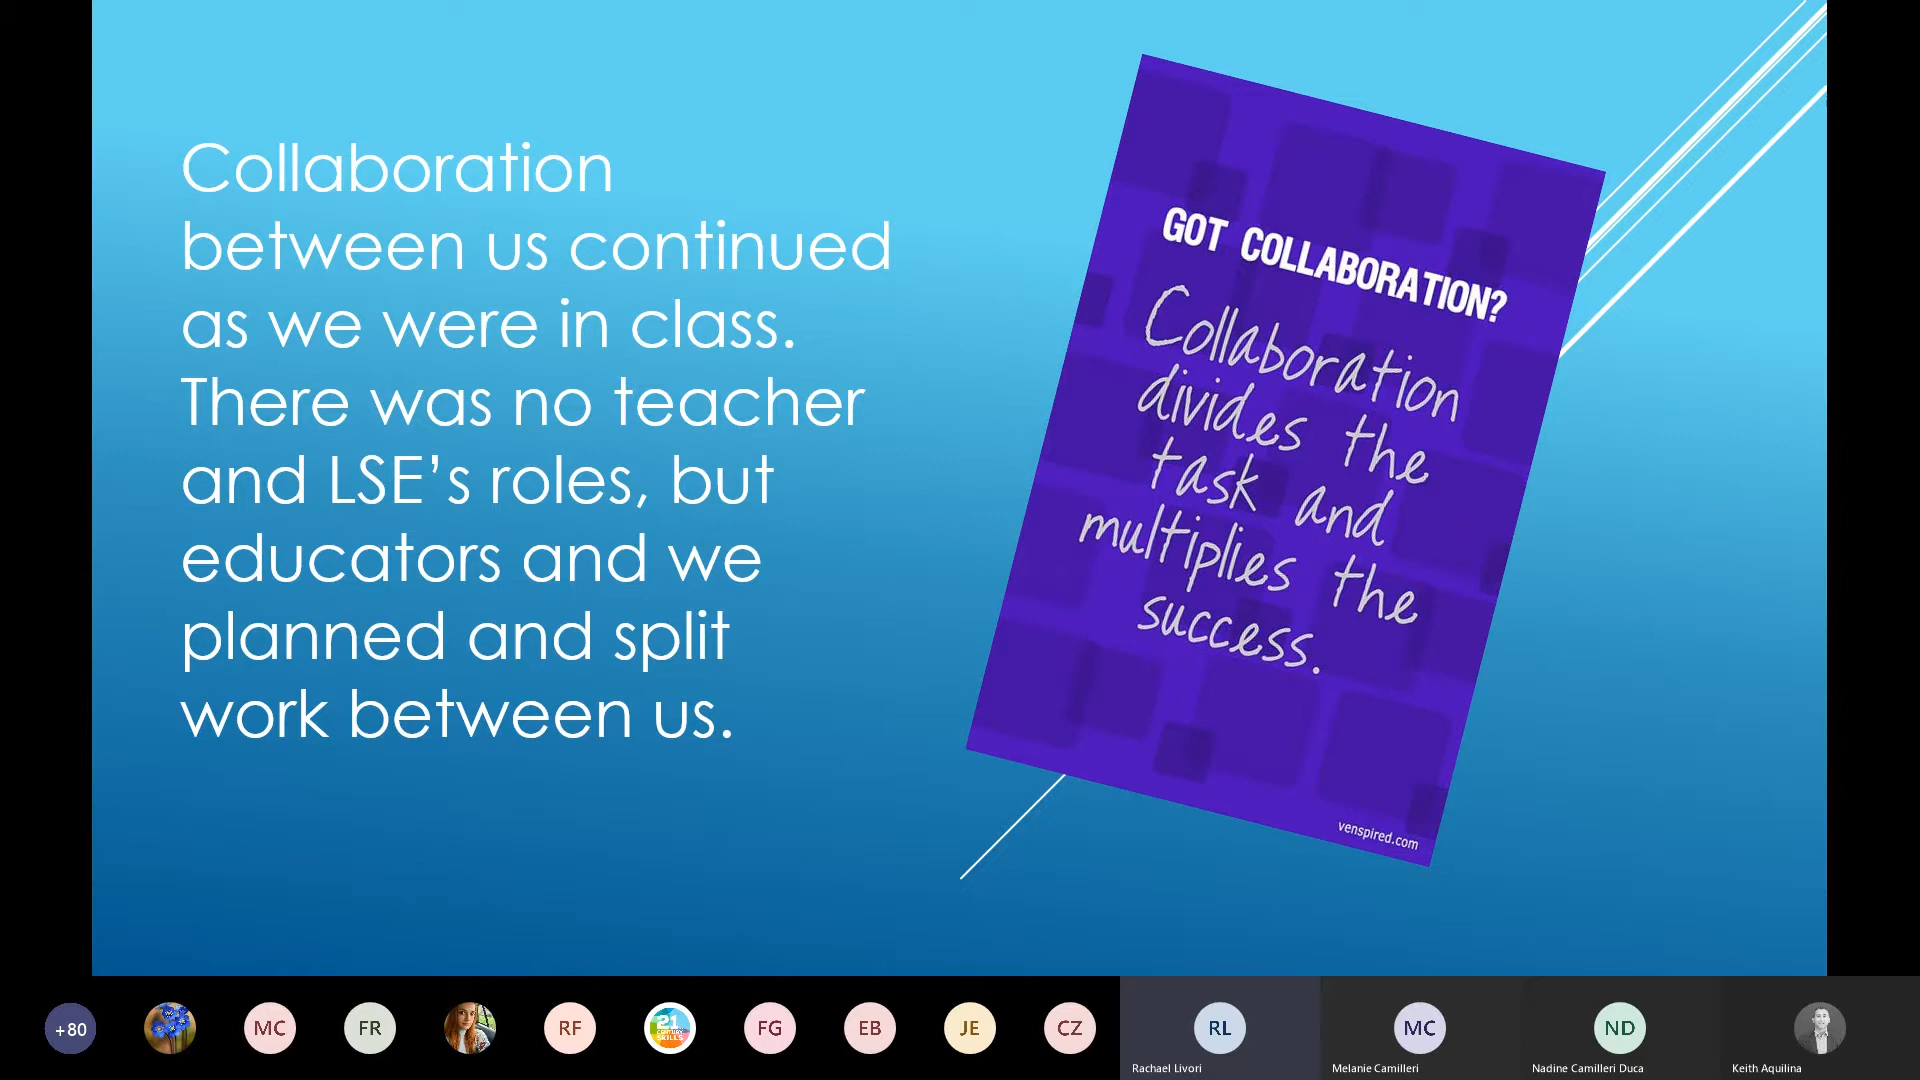 Collaboration
between us continued
as we were in class.
There was no teacher
and LSE’s roles, but
educators and we
planned and split
work between us.
GOT COLLABORATION?
Collaboration
divides the
task and
multiplies the
success.
venspired.com
+80
MC
FR
RF
21
CENTURY
SKILLS
FG
EB
JE
CZ
RL
MC
ND
Rachael Livori
Melanie Camilleri
Nadine Camilleri Duca
Keith Aquilina